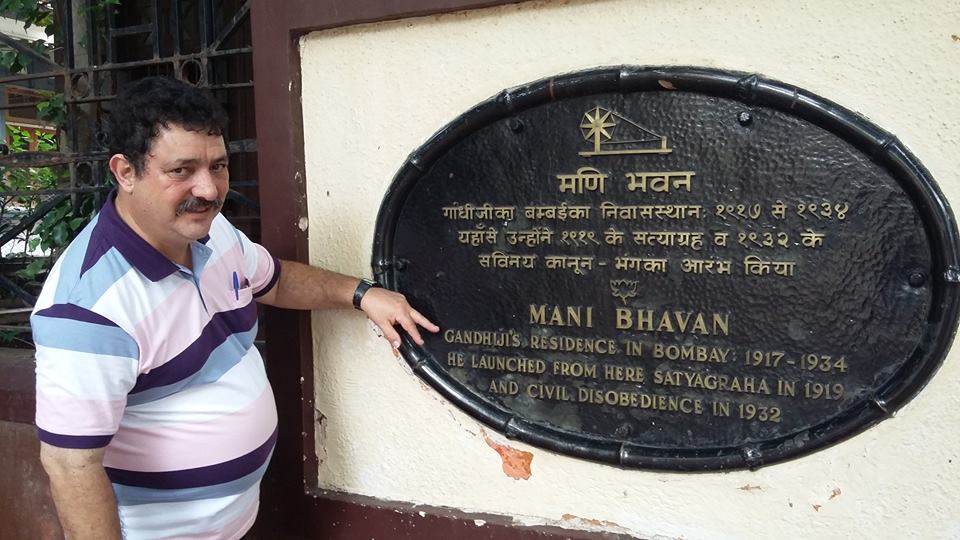 मणि भवन
गांधीजीका बम्बईका निवासस्थान: १९१७ से १९३४
यहाँसे उन्होंने १९१९ के सत्याग्रह व १९३२ के
सविनय कानून - भंगका आरंभ किया
MANI BHAVAN
GANDHIJI'S RESIDENCE IN BOMBAY: 1917-1934
HE LAUNCHED FROM HERE SATYAGRAHA IN 1919
AND CIVIL DISOBEDIENCE IN 1932